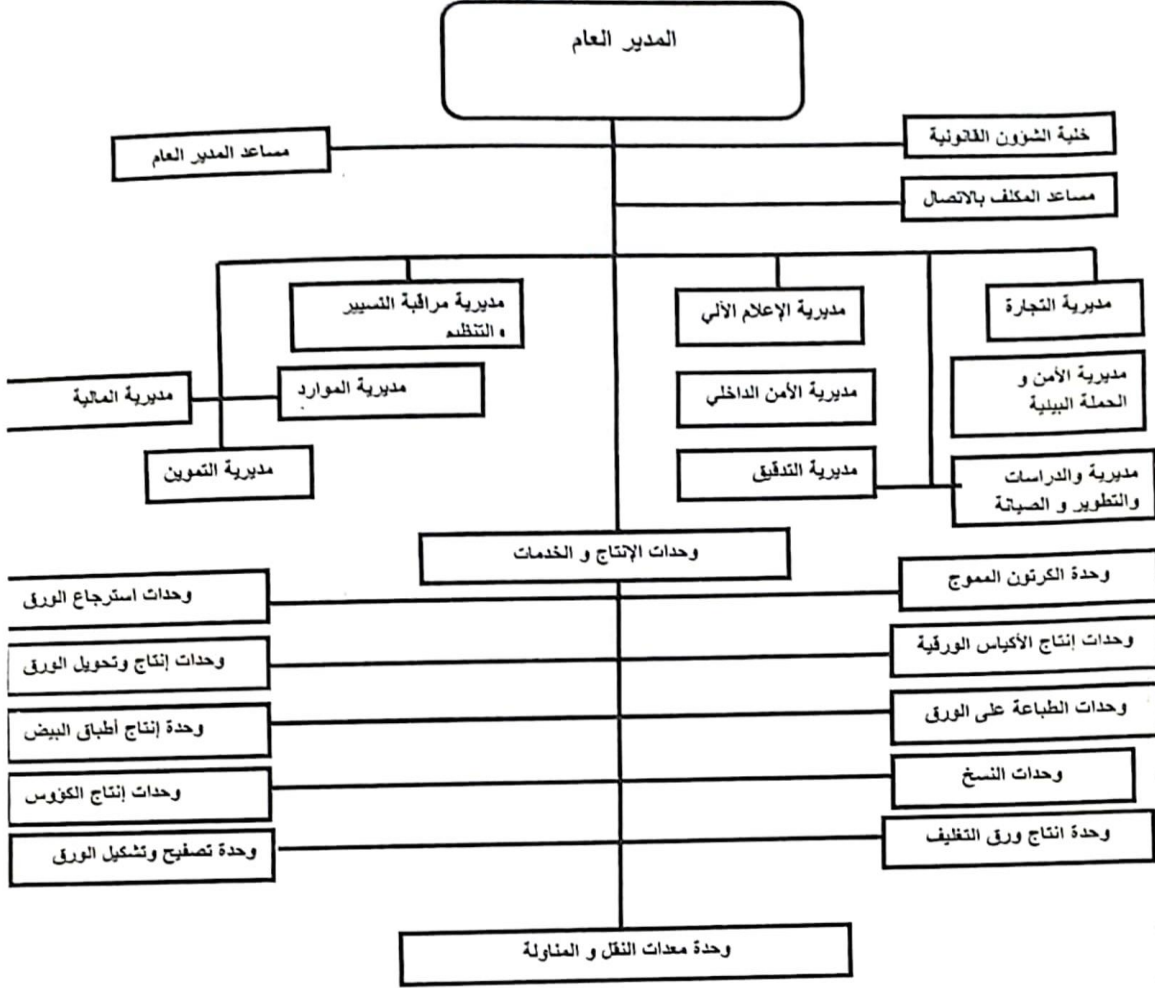 المدير العام
خلية الشؤون القانونية
مساعد المدير العام
مساعد المكلف بالاتصال
مديرية التجارة
مديرية الإعلام الآلي
مديرية مراقبة التسيير
والتنظيم
مديرية الأمن و
الحملة البيئية
مديرية الأمن الداخلي
مديرية الموارد
مديرية المالية
مديرية والدراسات
والتطوير و الصيانة
مديرية التدقيق
مديرية التموين
وحدات الإنتاج و الخدمات
وحدة الكرتون المموج
وحدات استرجاع الورق
وحدات إنتاج الأكياس الورقية
وحدات إنتاج وتحويل الورق
وحدات الطباعة على الورق
وحدة إنتاج أطباق البيض
وحدات النسخ
وحدات إنتاج الكؤوس
وحدة انتاج ورق التغليف
وحدة تصفيح وتشكيل الورق
وحدة معدات النقل و المناولة